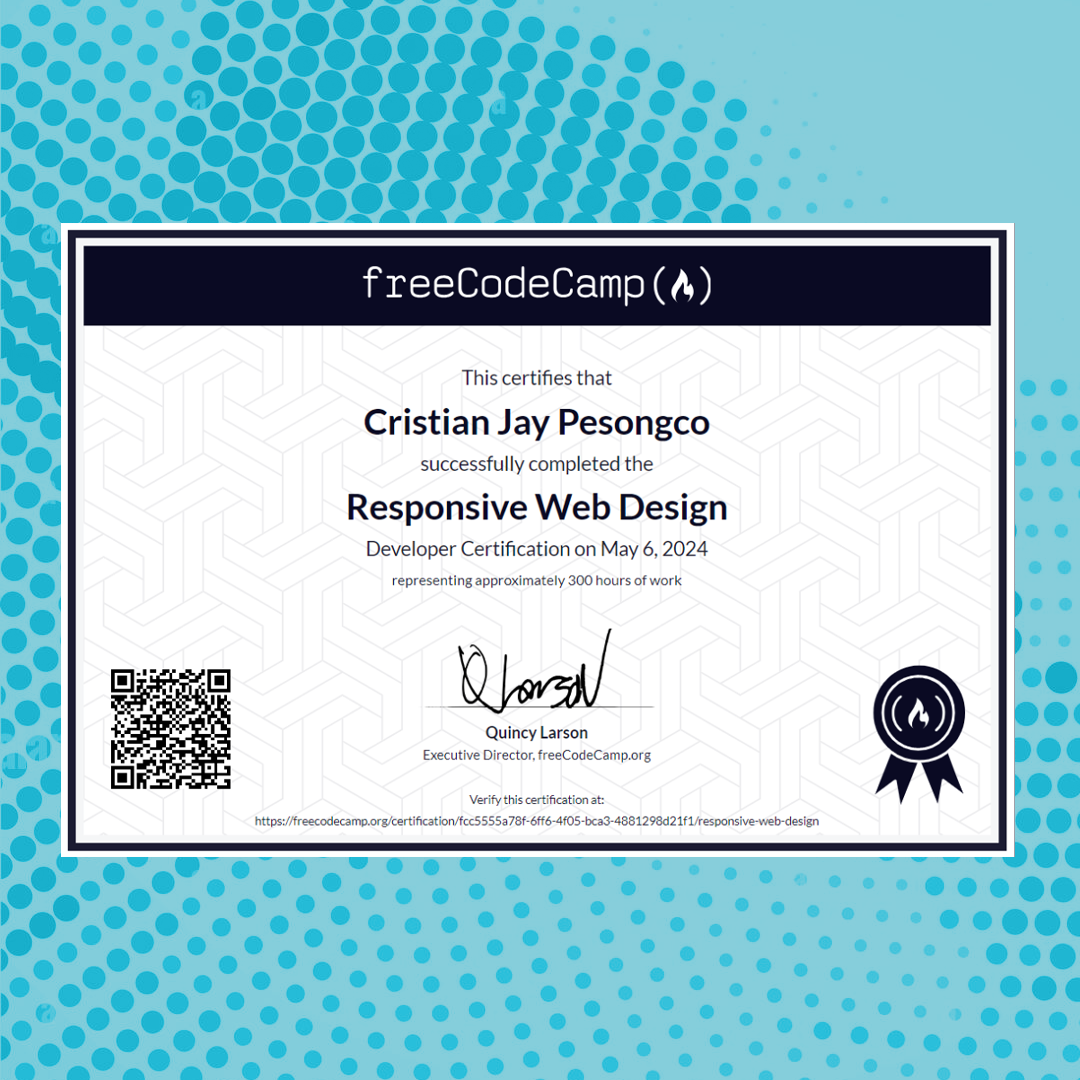 freeCodeCamp(🔥)
This certifies that
Cristian Jay Pesongco
successfully completed the
Responsive Web Design
Developer Certification on May 6, 2024
representing approximately 300 hours of work
Q Larson
Quincy Larson
Executive Director, freeCodeCamp.org
Verify this certification at:
https://freecodecamp.org/certification/fcc5555a78f-6ff6-4f05-bca3-4881298d21f1/responsive-web-design